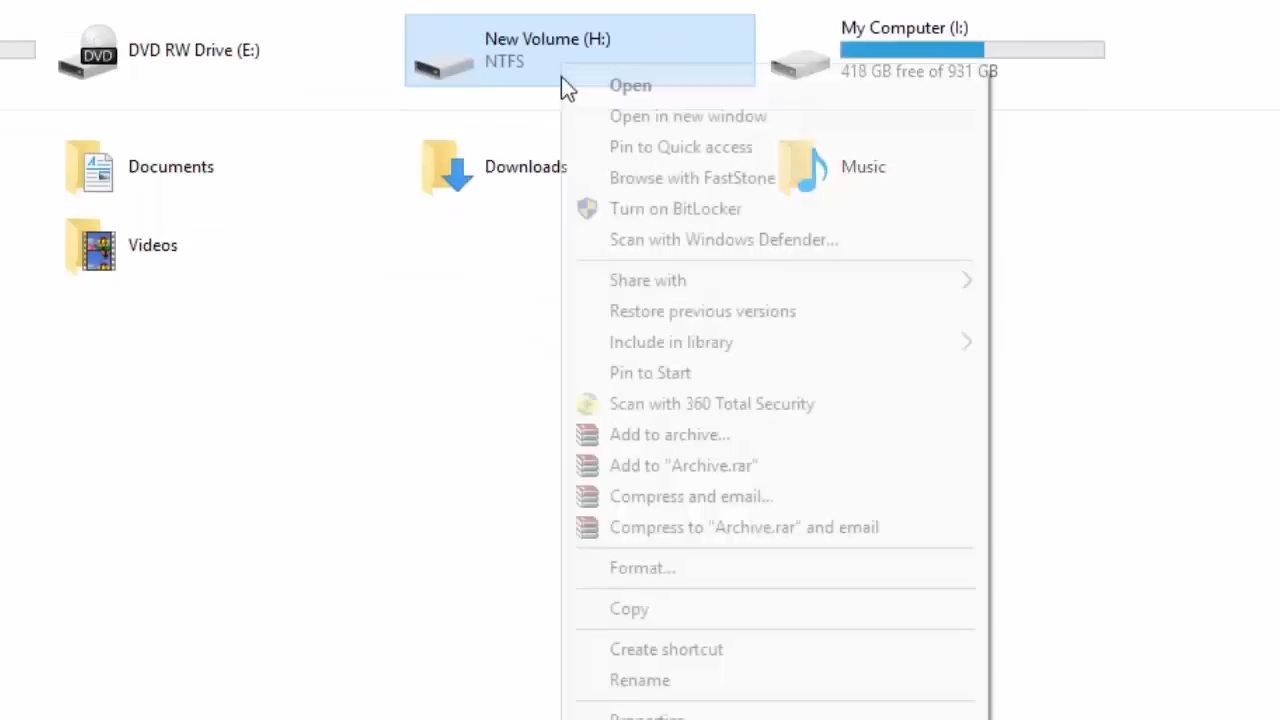 DVD
DVD RW Drive (E:)
New Volume (H:)
NTFS
My Computer (I:)
418 GB free of 931 GB
Documents
Downloads
Music
Videos
Open
Open in new window
Pin to Quick access
Browse with FastStone
Turn on BitLocker
Scan with Windows Defender...
Share with
Restore previous versions
Include in library
Pin to Start
Scan with 360 Total Security
Add to archive...
Add to "Archive.rar"
Compress and email...
Compress to "Archive.rar" and email
Format...
Copy
Create shortcut
Rename
Properties